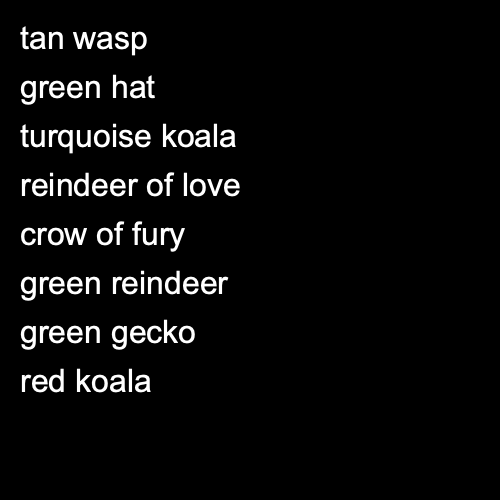 tan wasp
green hat
turquoise koala
reindeer of love
crow of fury
green reindeer
green gecko
red koala